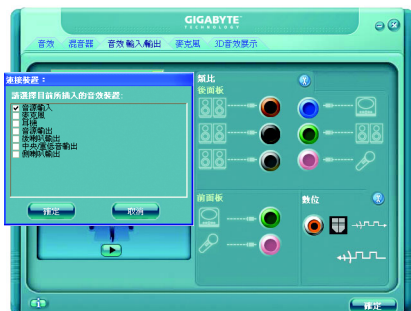 GIGABYTE
TECHNOLOGY
音效 混音器 音效輸入/輸出 麥克風 3D音效展示
連接裝置：
請選擇目前所插入的音效裝置:
音源輸入
麥克風
耳機
音源輸出
後喇叭輸出
中央/重低音輸出
側喇叭輸出
確定 取消
類比
後面板
前面板
數位
確定